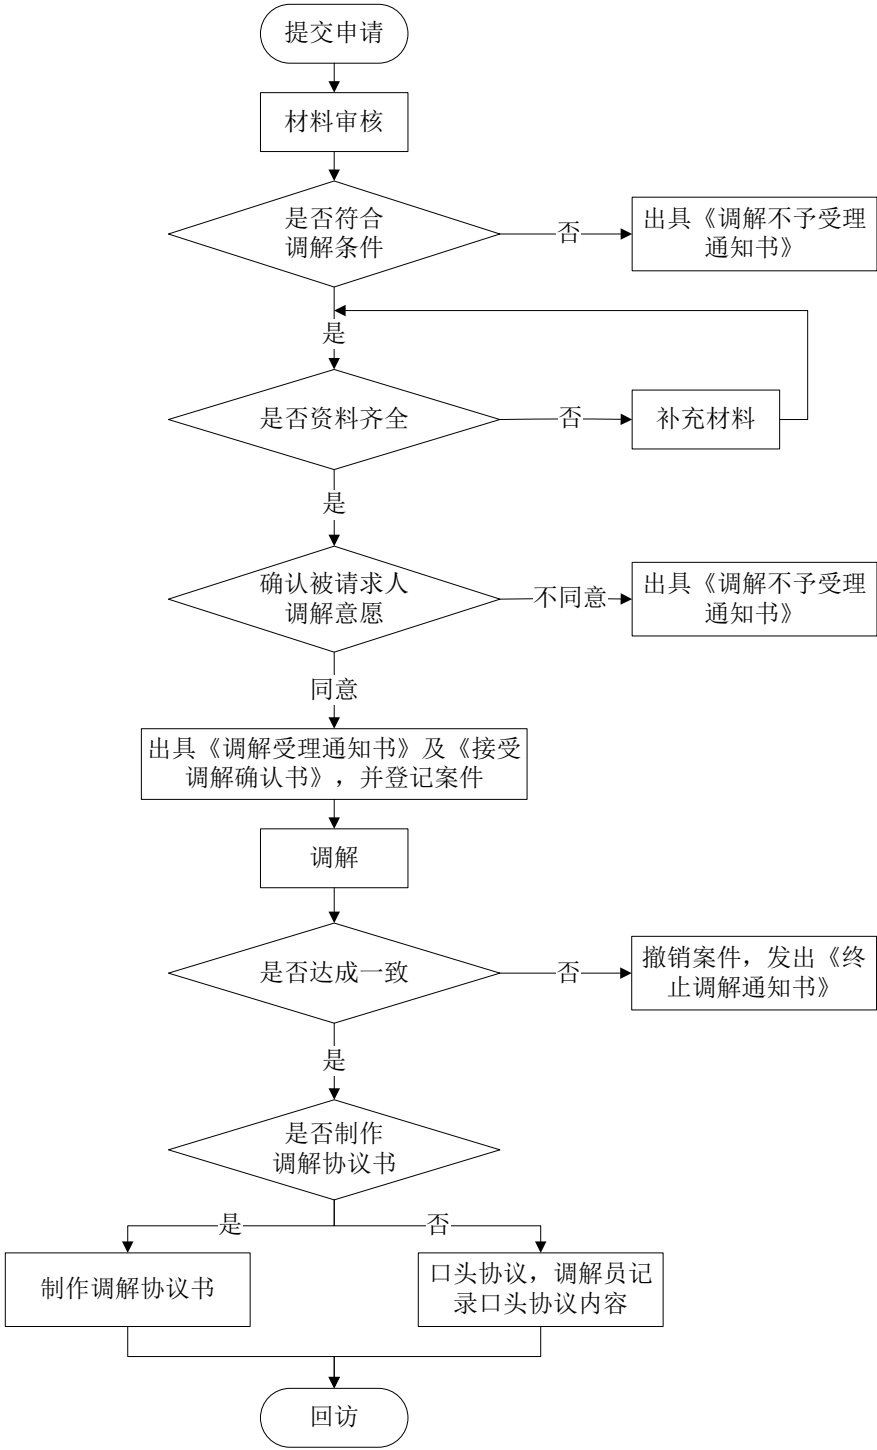 提交申请
材料审核
是否符合
调解条件
否
出具《调解不予受理
通知书》
是
是否资料齐全
否
补充材料
是
确认被请求人
调解意愿
不同意
出具《调解不予受理
通知书》
同意
出具《调解受理通知书》及《接受
调解确认书》，并登记案件
调解
是否达成一致
否
撤销案件，发出《终
止调解通知书》
是
是否制作
调解协议书
是
否
制作调解协议书
口头协议，调解员记
录口头协议内容
回访